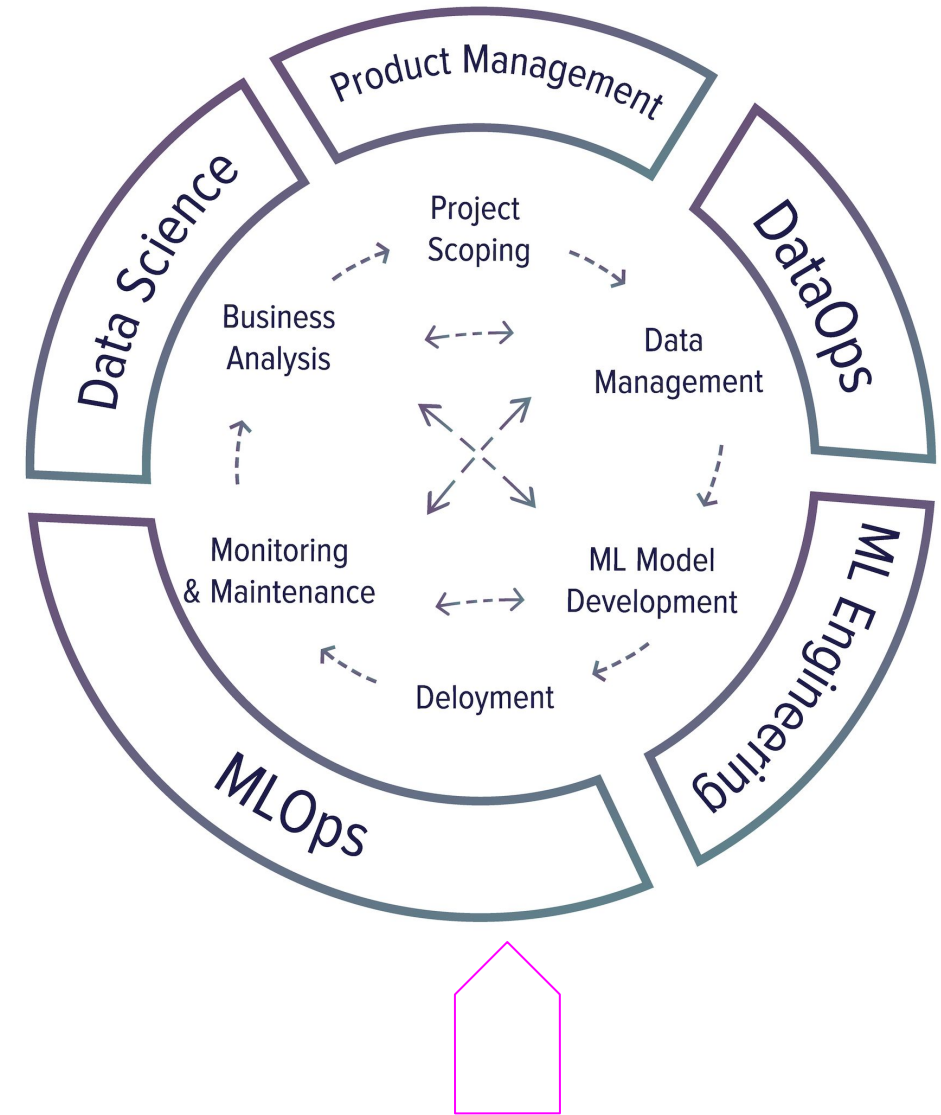 Product Management
Data Science
DataOps
Project
Scoping
Business
Analysis
Data
Management
Monitoring
& Maintenance
ML Model
Development
Deloyment
ML Engineering
MLOps